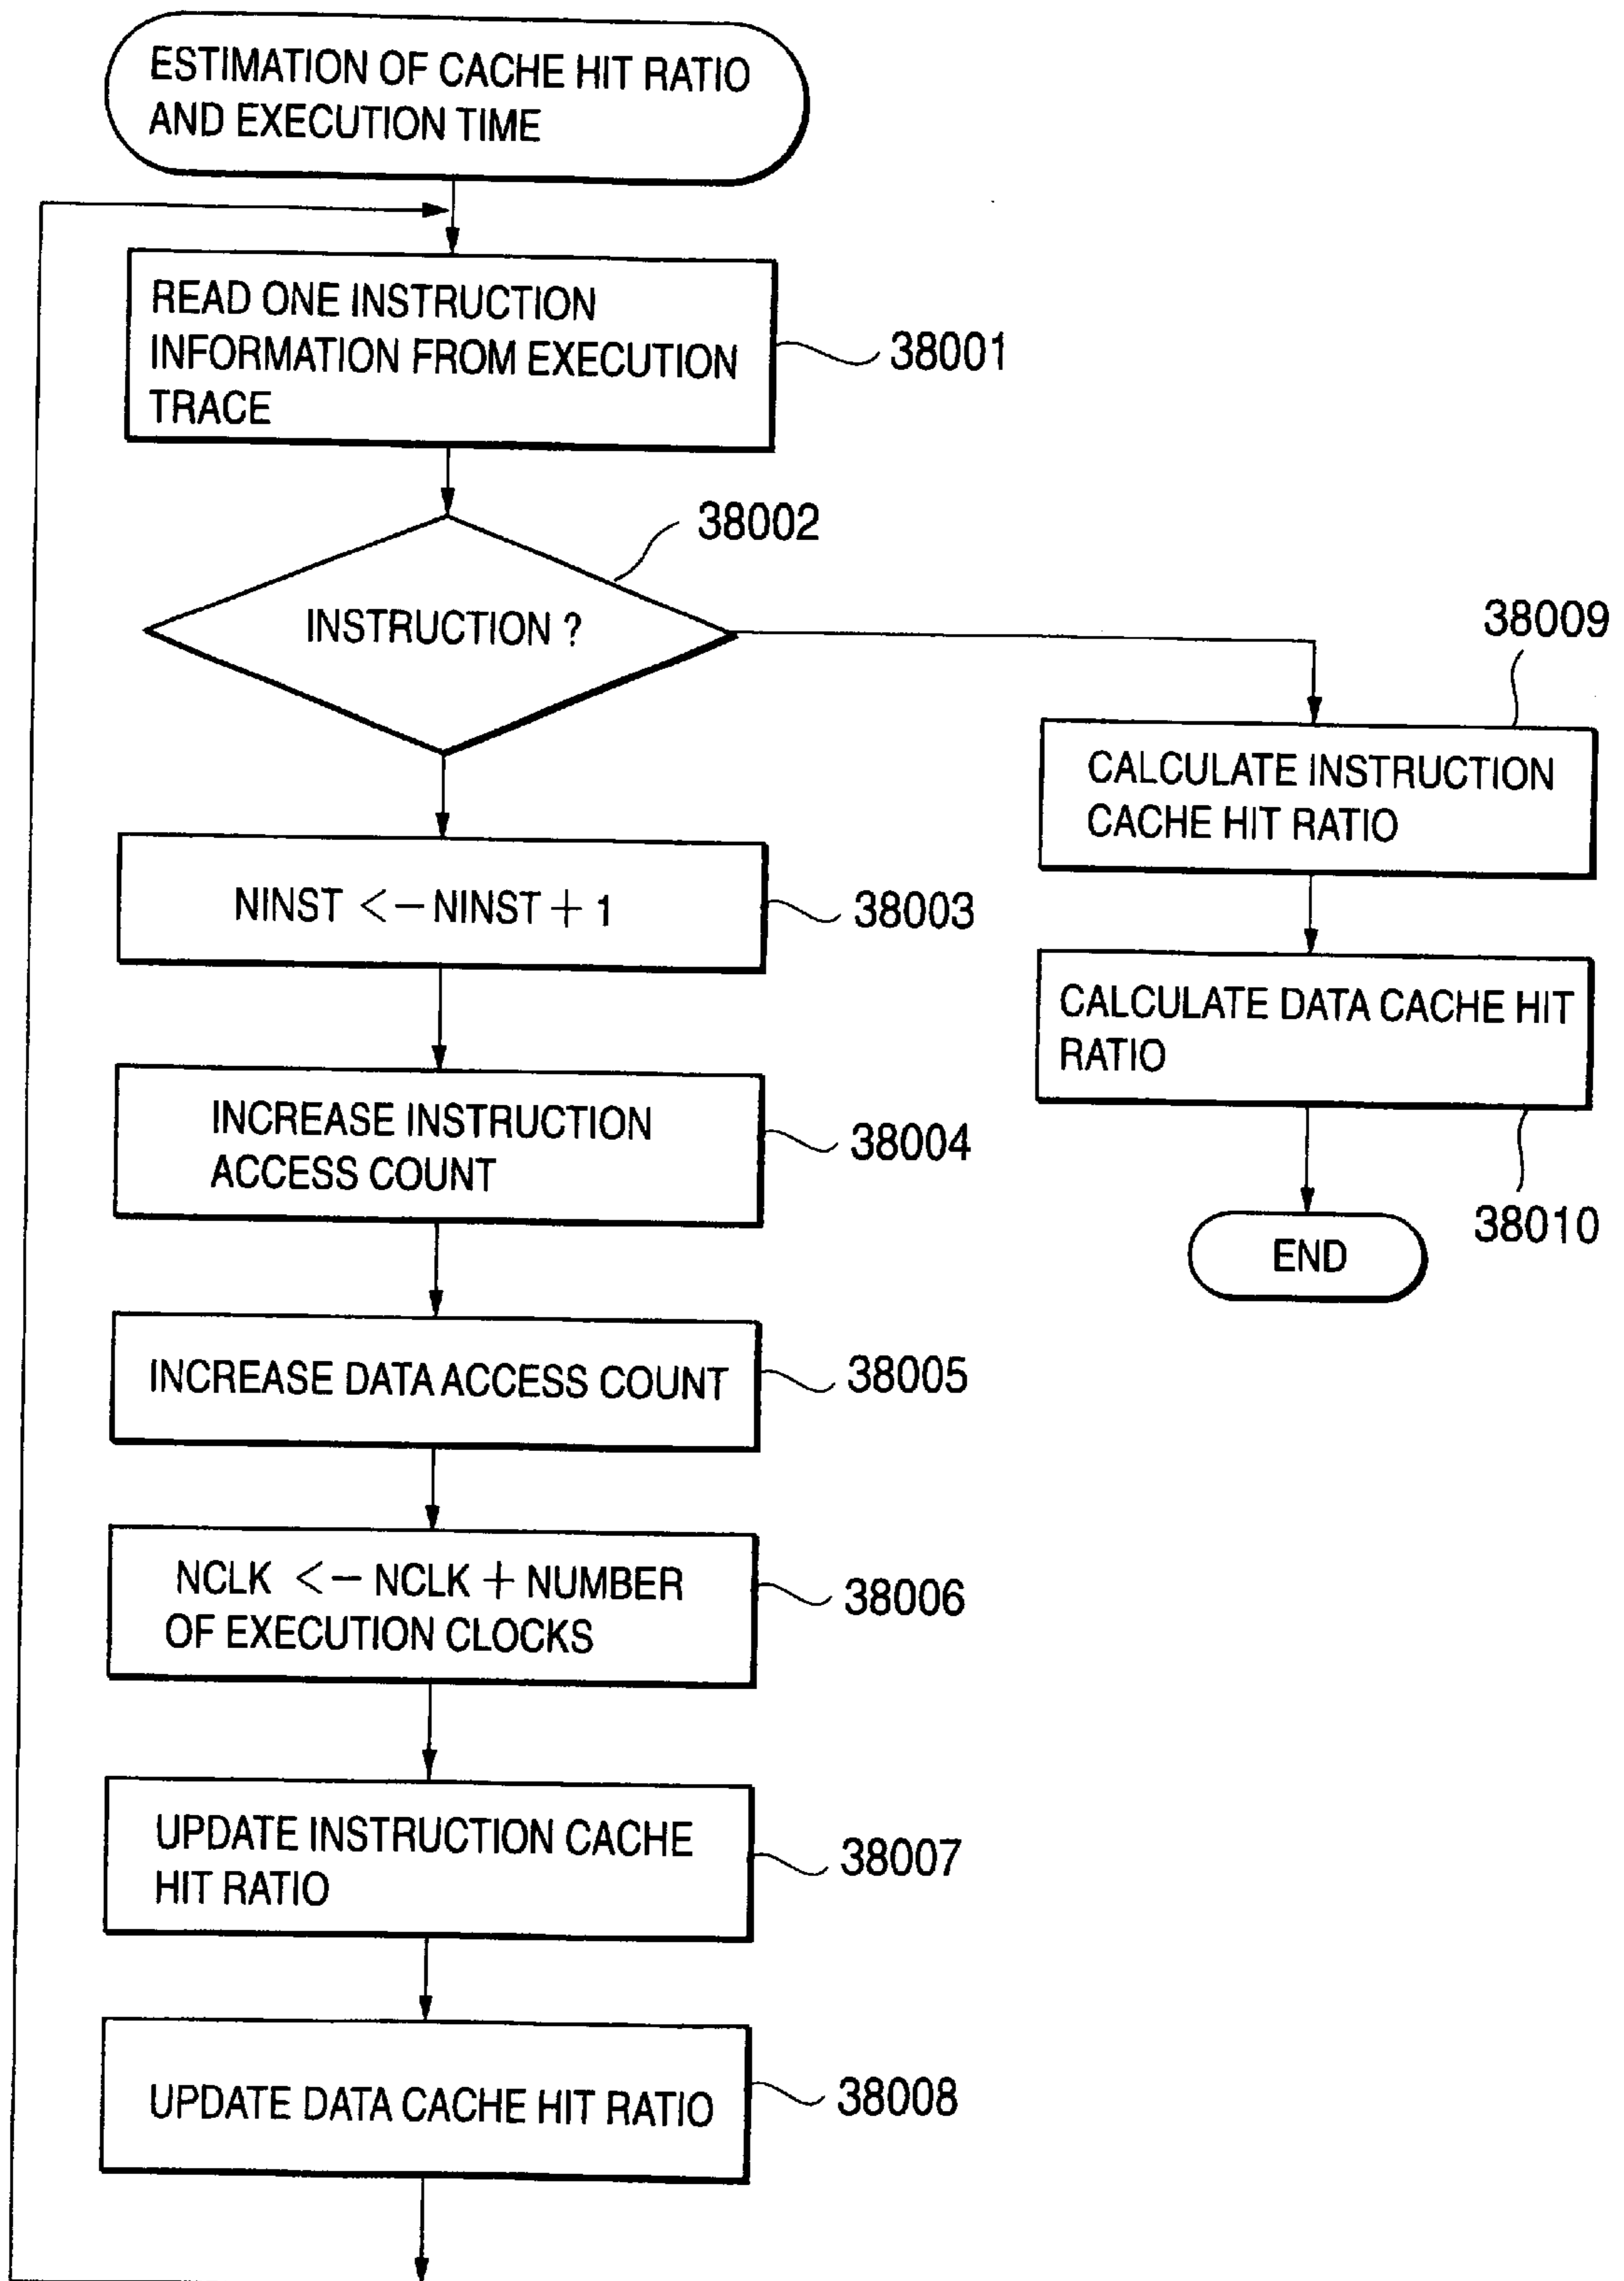 ESTIMATION OF CACHE HIT RATIO
AND EXECUTION TIME
READ ONE INSTRUCTION
INFORMATION FROM EXECUTION
TRACE
38001
38002
INSTRUCTION ?
NINST <- NINST + 1
38003
INCREASE INSTRUCTION
ACCESS COUNT
38004
INCREASE DATA ACCESS COUNT
38005
NCLK <- NCLK + NUMBER
OF EXECUTION CLOCKS
38006
UPDATE INSTRUCTION CACHE
HIT RATIO
38007
UPDATE DATA CACHE HIT RATIO
38008
38009
CALCULATE INSTRUCTION
CACHE HIT RATIO
CALCULATE DATA CACHE HIT
RATIO
38010
END